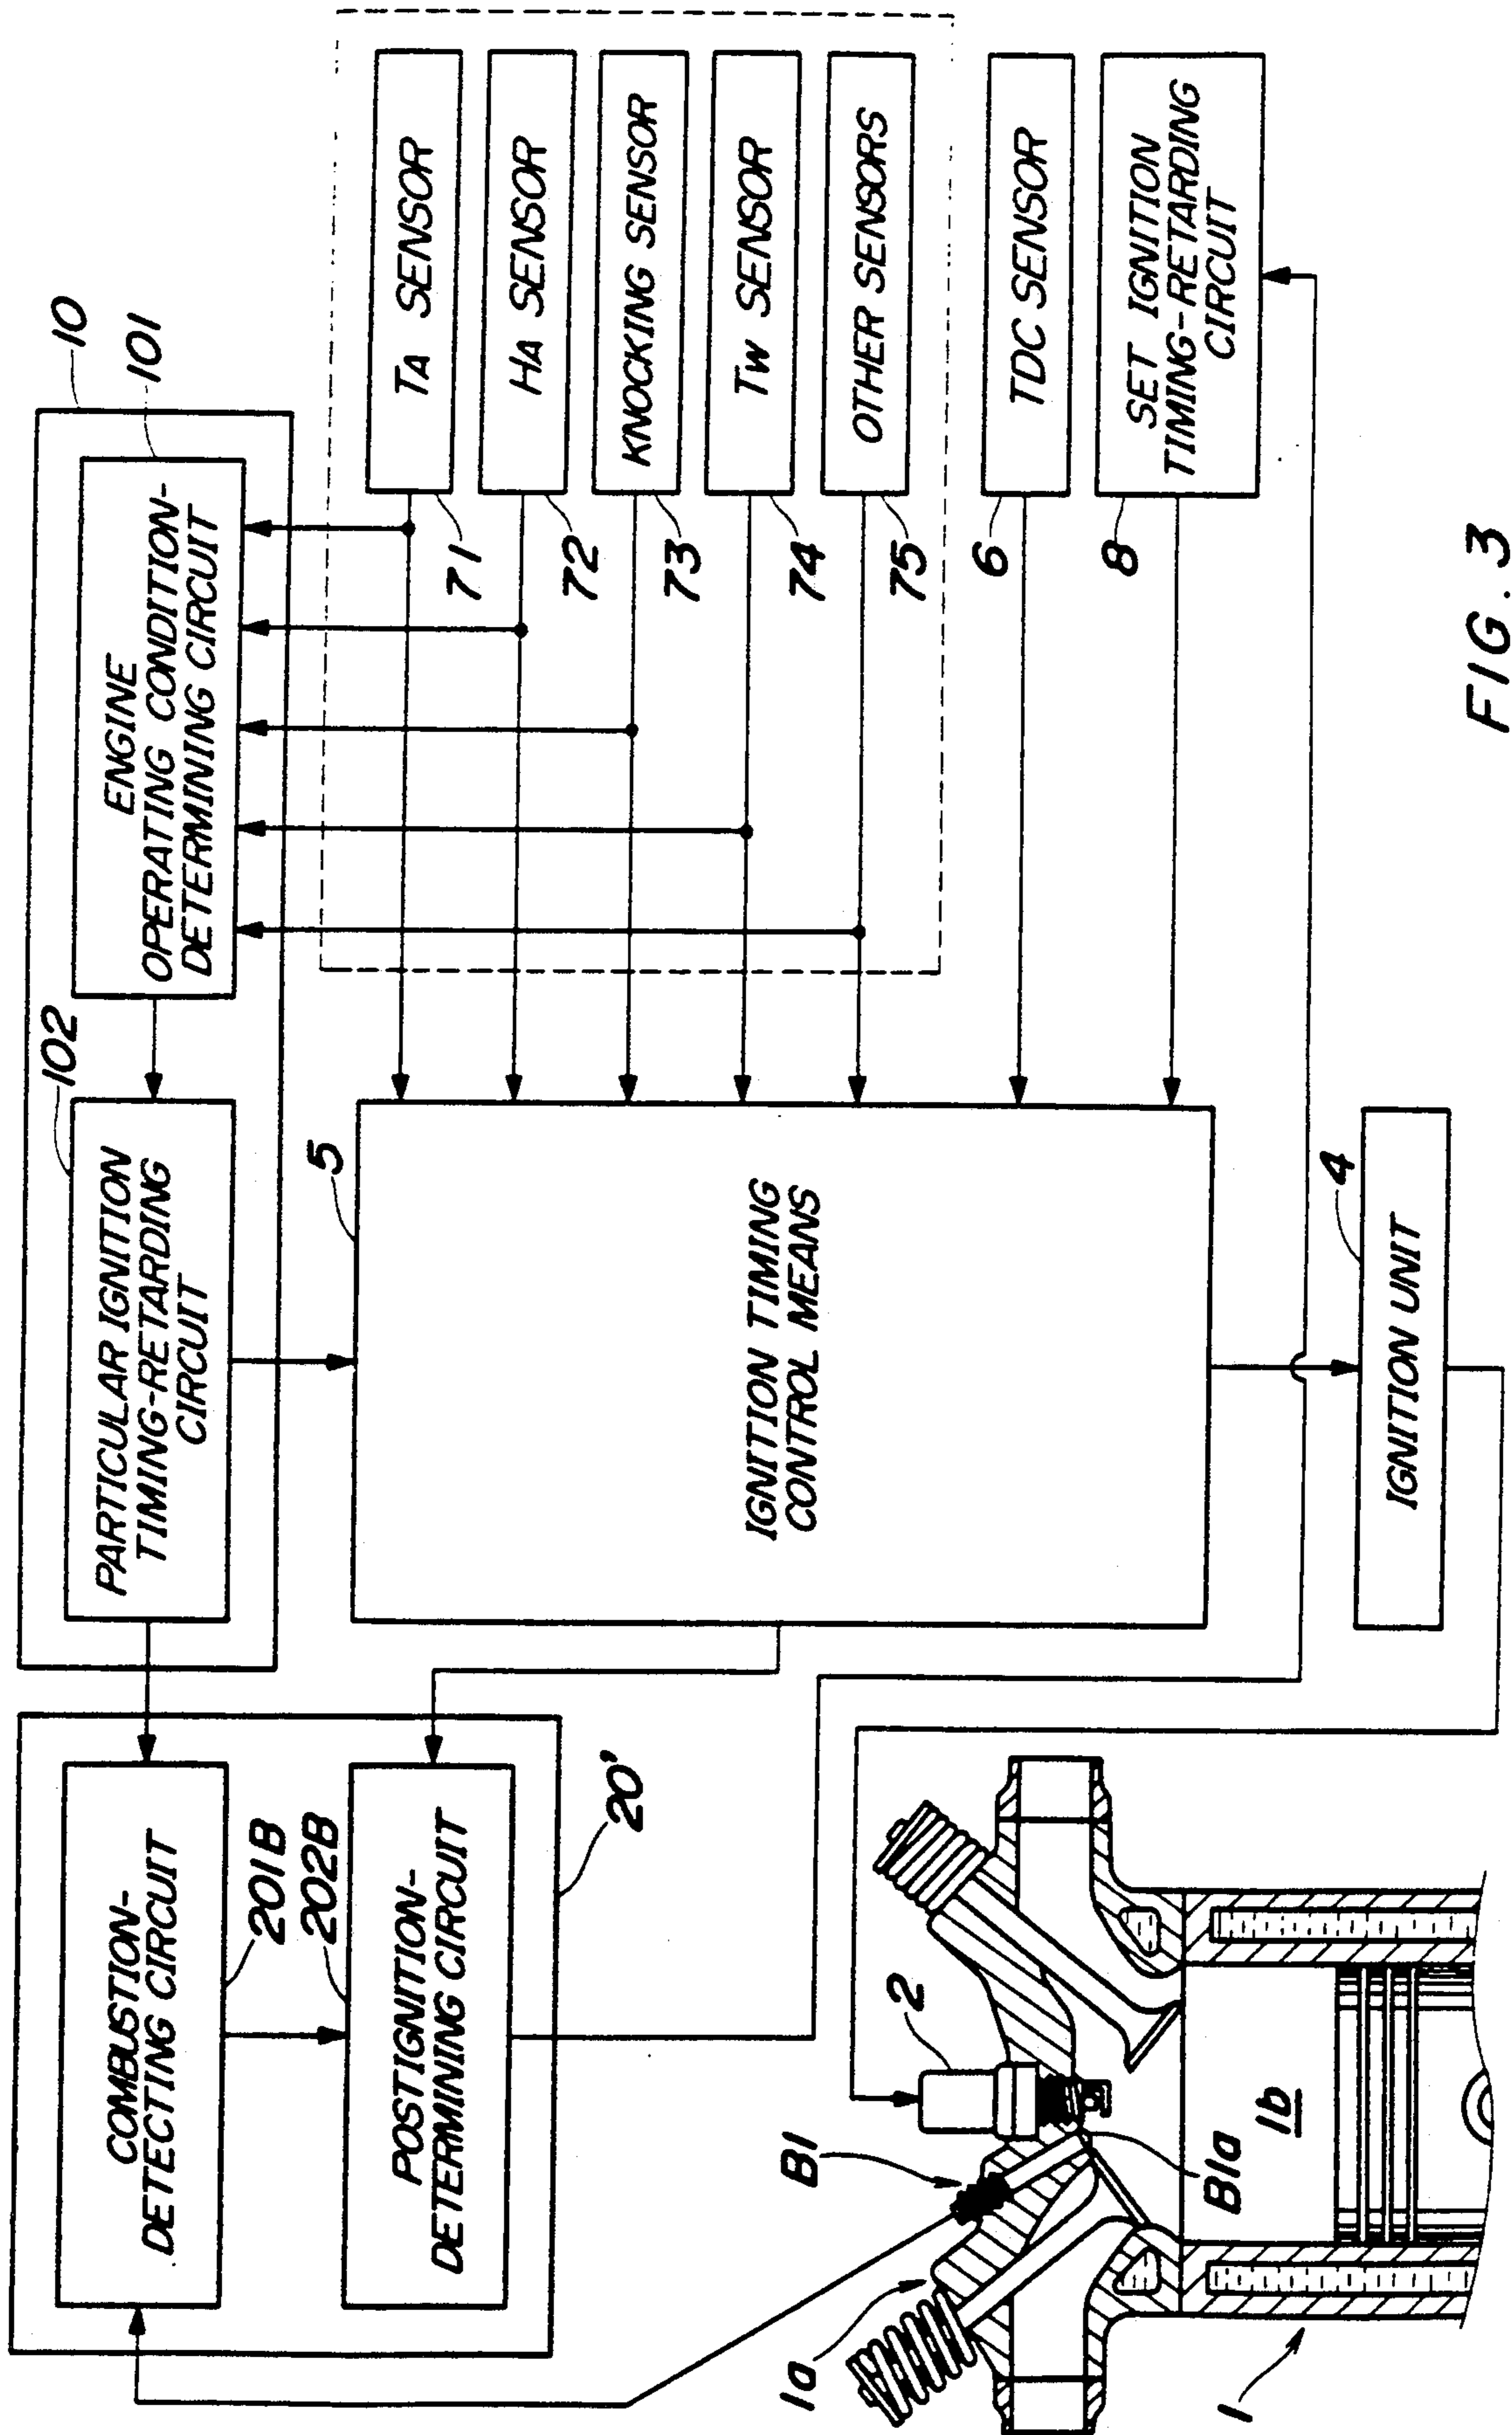 10
101
102
ENGINE
OPERATING CONDITION-
DETERMINING CIRCUIT
PARTICULAR IGNITION
TIMING-RETARDING
CIRCUIT
COMBUSTION-
DETECTING CIRCUIT
201B
202B
POSTIGNITION-
DETERMINING CIRCUIT
20'
5
IGNITION TIMING
CONTROL MEANS
TA SENSOR
71
HA SENSOR
72
KNOCKING SENSOR
73
TW SENSOR
74
OTHER SENSORS
75
TDC SENSOR
6
SET IGNITION
TIMING-RETARDING
CIRCUIT
8
4
IGNITION UNIT
2
B1
B1a
1a
1b
1
FIG. 3